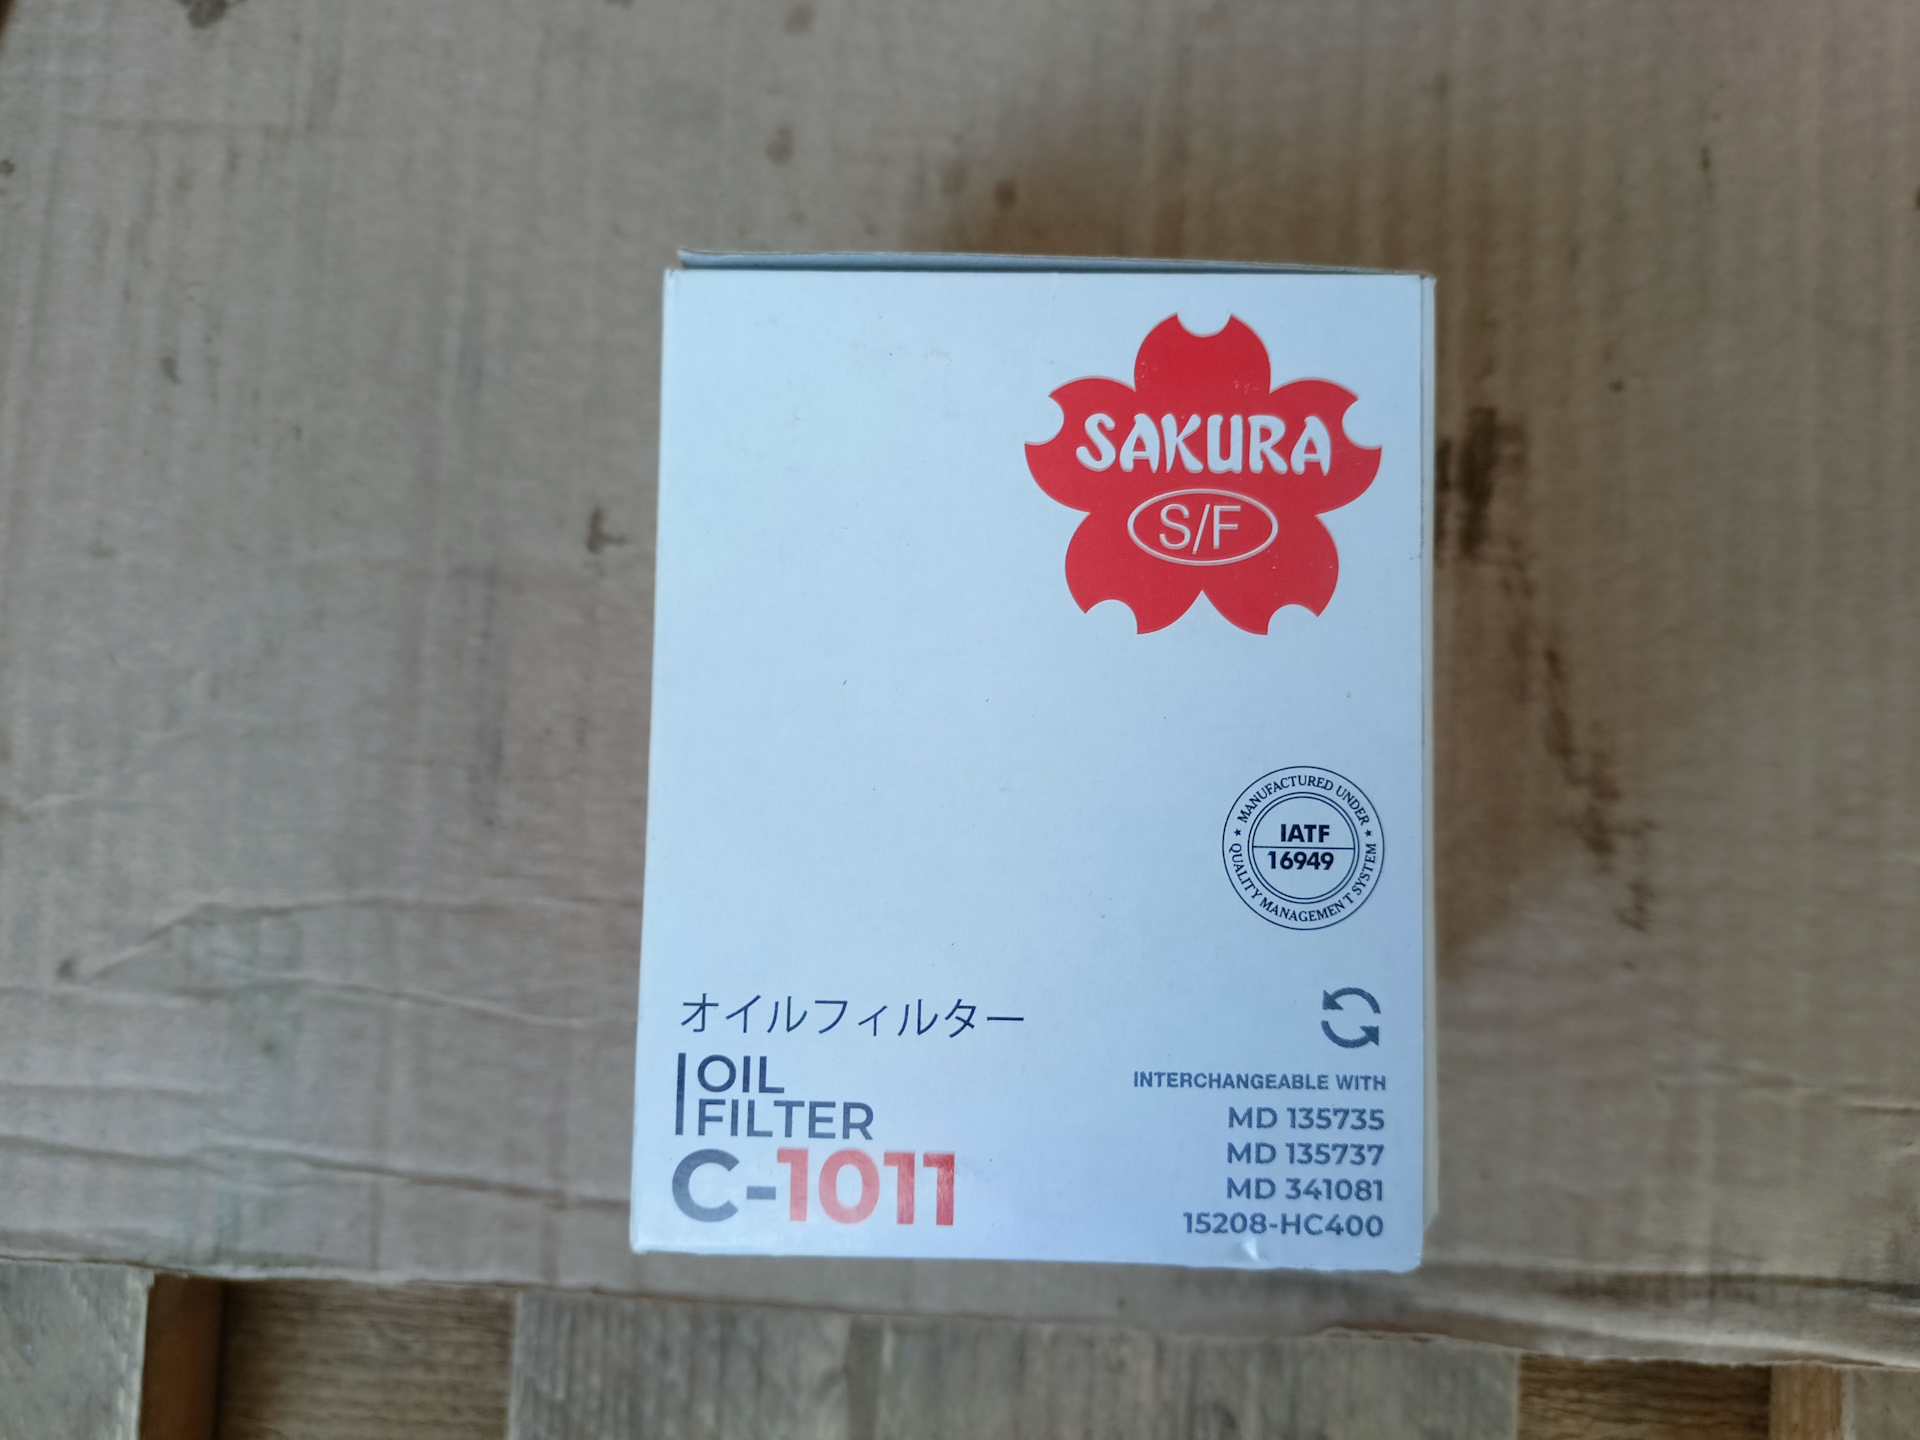 SAKURA
S/F
MANUFACTURED UNDER
IATF
16949
QUALITY MANAGEMENT SYSTEM
オイルフィルター
OIL
FILTER
C-1011
INTERCHANGEABLE WITH
MD 135735
MD 135737
MD 341081
15208-HC400